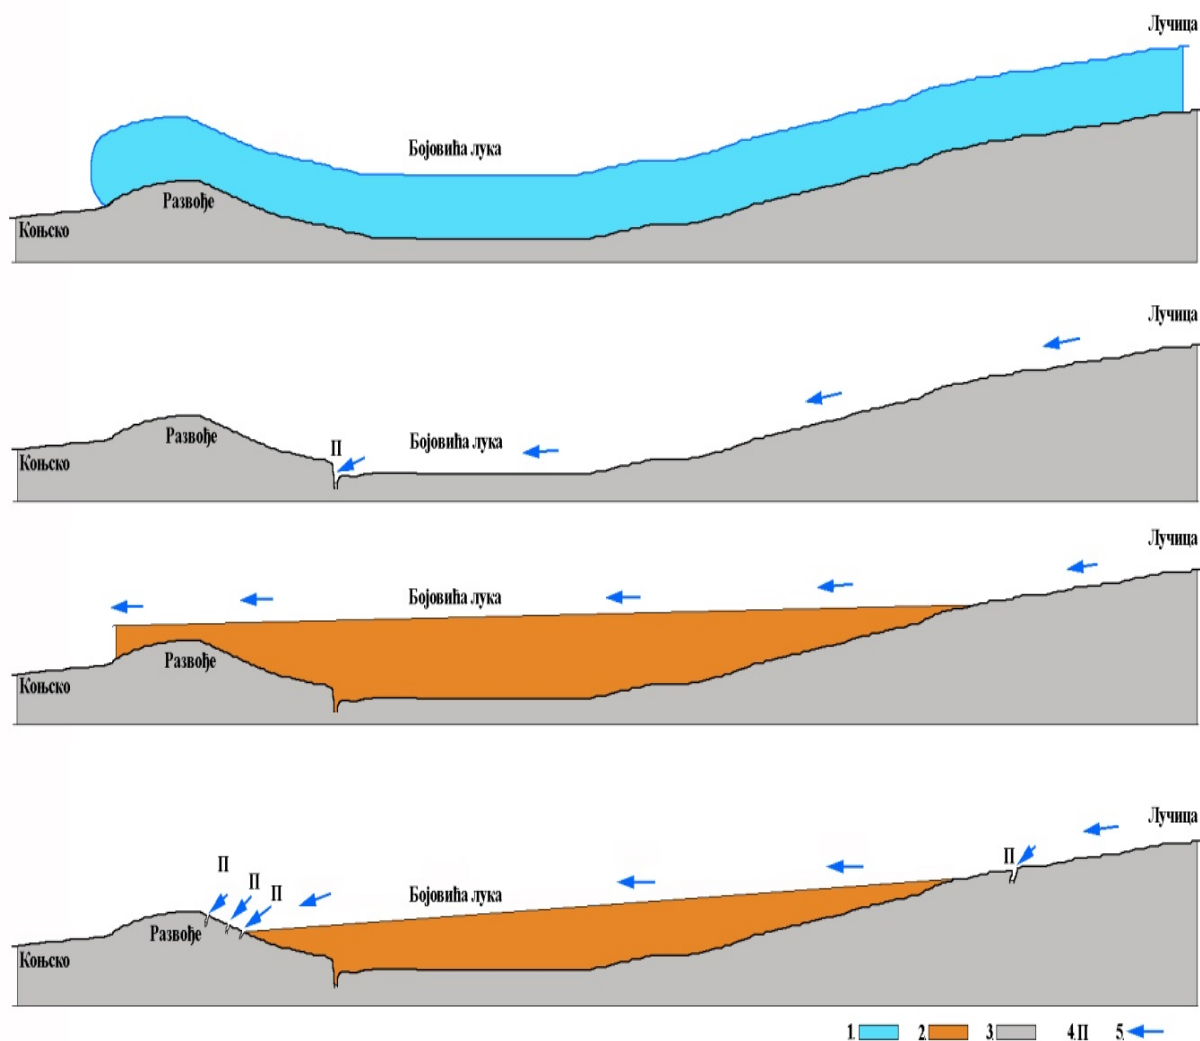 Лучица
Бојовића лука
Развође
Коњско
Лучица
Развође
П
Бојовића лука
Коњско
Лучица
Бојовића лука
Развође
Коњско
Лучица
П
П
П
П
Бојовића лука
Развође
Коњско
1. 2. 3. 4.П 5.